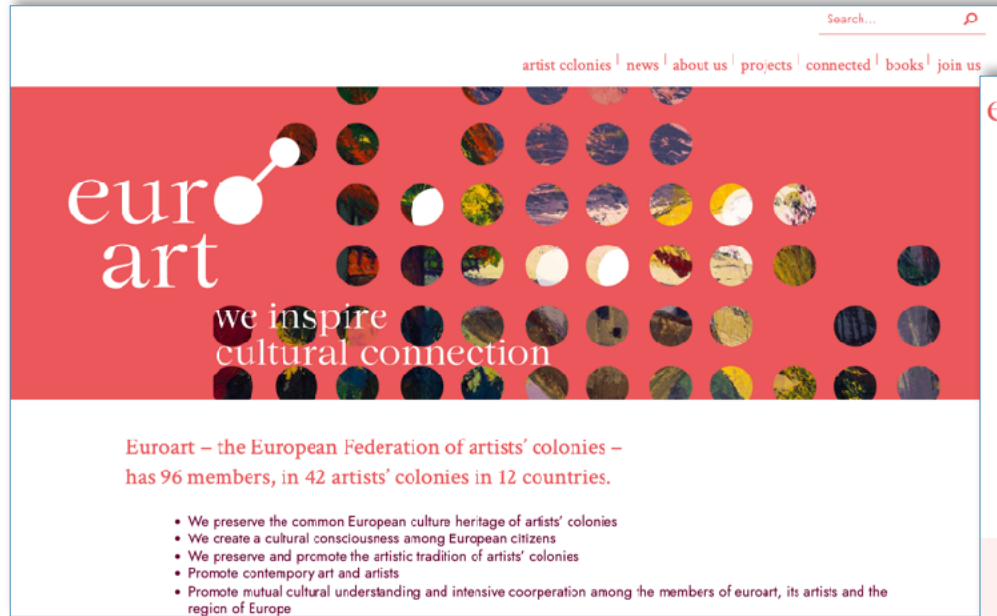 Search...
artist colonies | news | about us | projects | connected | books | join us
e
euro
art
we inspire
cultural connection
Euroart – the European Federation of artists’ colonies –
has 96 members, in 42 artists’ colonies in 12 countries.
• We preserve the common European culture heritage of artists’ colonies
• We create a cultural consciousness among European citizens
• We preserve and promote the artistic tradition of artists’ colonies
• Promote contempory art and artists
• Promote mutual cultural understanding and intensive coorperation among the members of euroart, its artists and the
region of Europe